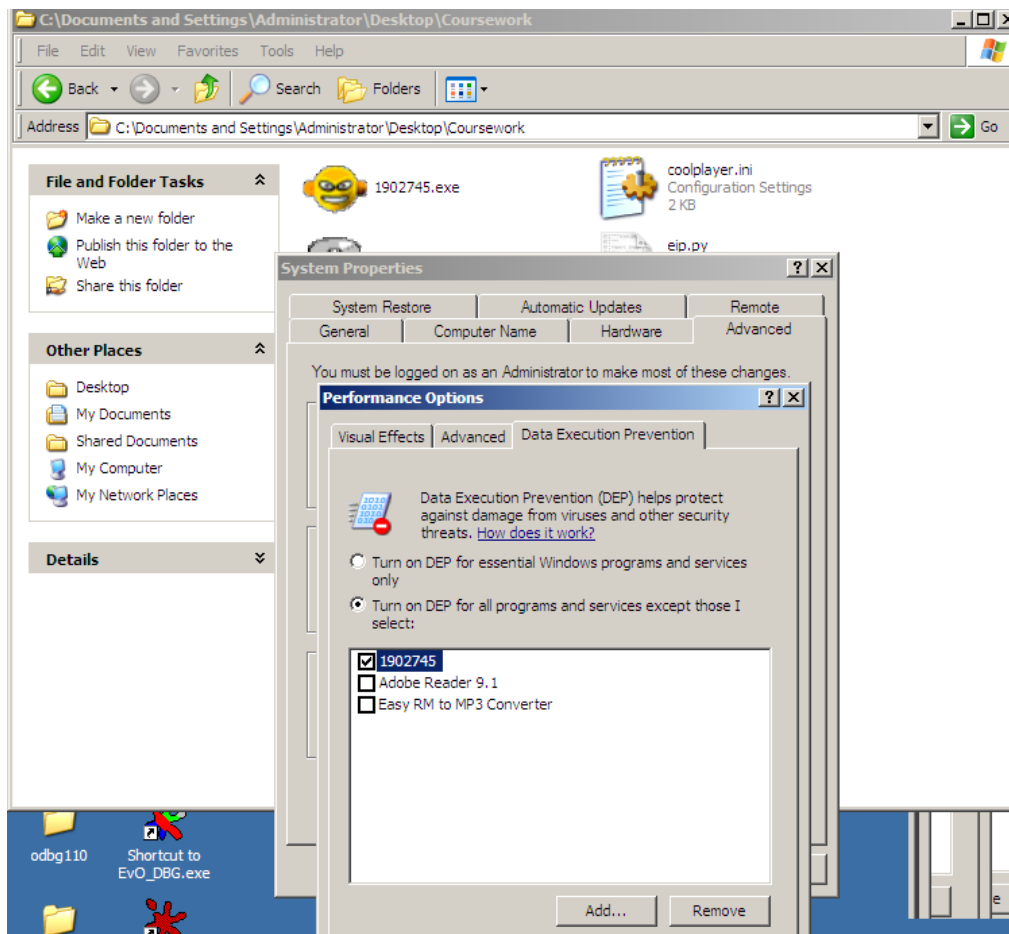 C:\Documents and Settings\Administrator\Desktop\Coursework
File Edit View Favorites Tools Help
Back Search Folders
Address C:\Documents and Settings\Administrator\Desktop\Coursework Go
File and Folder Tasks
Make a new folder
Publish this folder to the
Web
Share this folder
Other Places
Desktop
My Documents
Shared Documents
My Computer
My Network Places
Details
1902745.exe
coolplayer.ini
Configuration Settings
2 KB
eip.py
System Properties
System Restore Automatic Updates Remote
General Computer Name Hardware Advanced
You must be logged on as an Administrator to make most of these changes.
Performance Options
Visual Effects Advanced Data Execution Prevention
Data Execution Prevention (DEP) helps protect
against damage from viruses and other security
threats. How does it work?
Turn on DEP for essential Windows programs and services
only
Turn on DEP for all programs and services except those I
select:
1902745
Adobe Reader 9.1
Easy RM to MP3 Converter
Add... Remove
odbg110
Shortcut to
EvO_DBG.exe